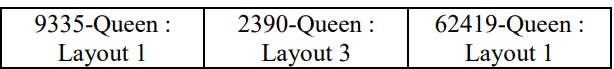 9335-Queen :
Layout 1
2390-Queen :
Layout 3
62419-Queen :
Layout 1